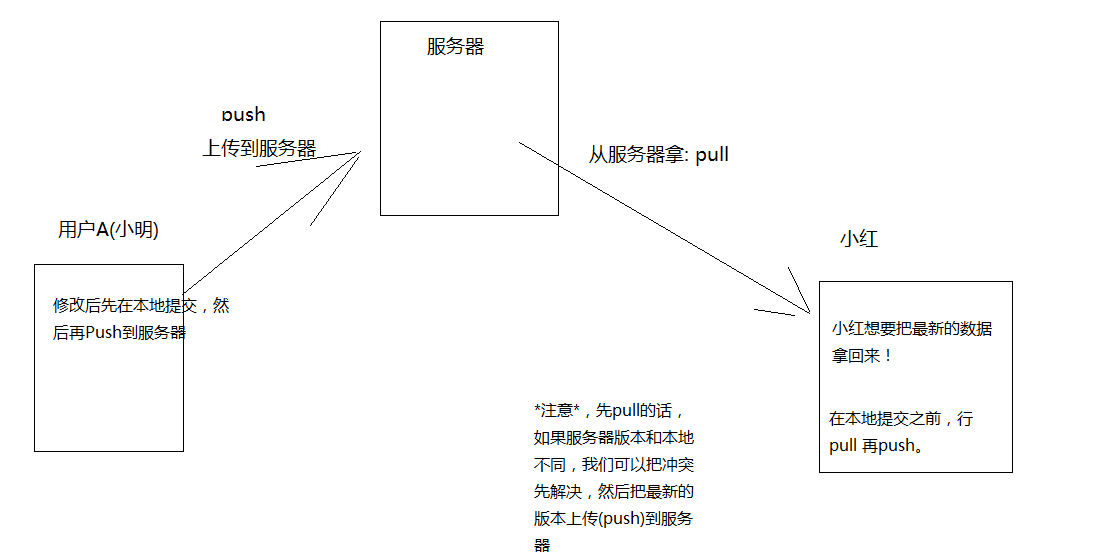 服务器
push
上传到服务器
从服务器拿: pull
用户A(小明)
修改后先在本地提交，然
后再Push到服务器
小红
小红想要把最新的数据
拿回来！
在本地提交之前，行
pull 再push。
*注意*，先pull的话，
如果服务器版本和本地
不同，我们可以把冲突
先解决，然后把最新的
版本上传(push)到服务
器